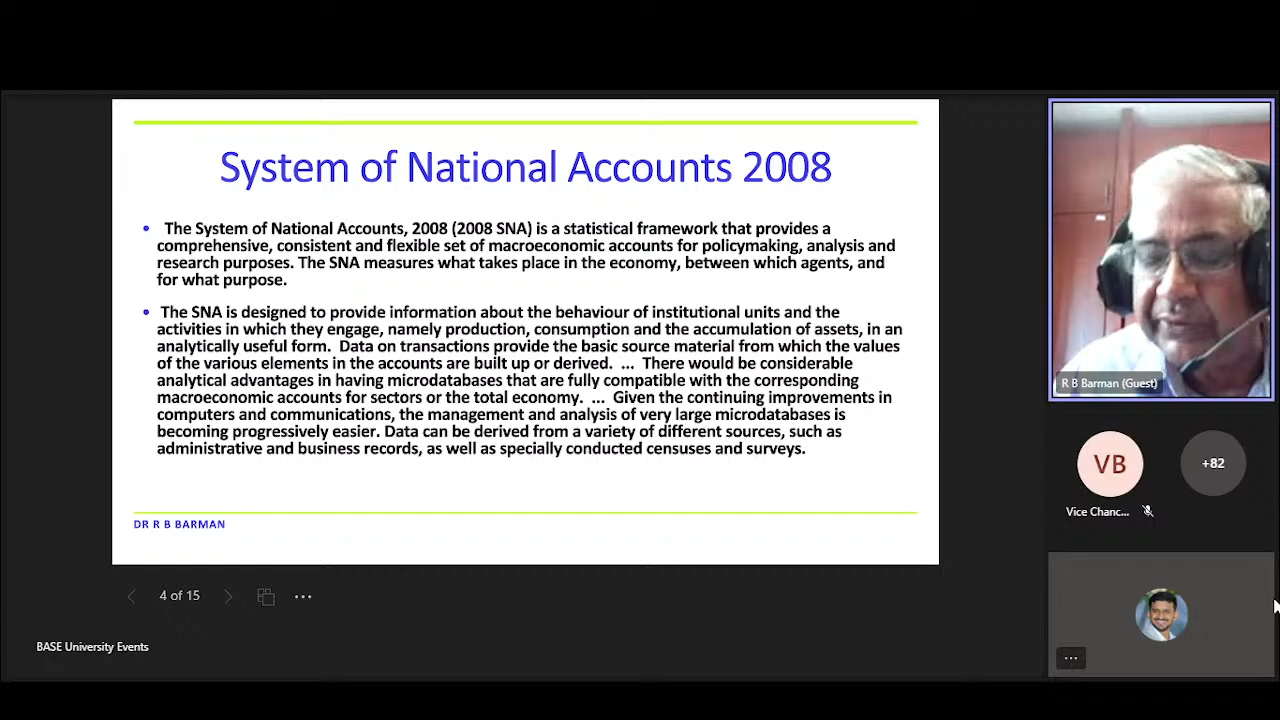 System of National Accounts 2008
• The System of National Accounts, 2008 (2008 SNA) is a statistical framework that provides a
comprehensive, consistent and flexible set of macroeconomic accounts for policymaking, analysis and
research purposes. The SNA measures what takes place in the economy, between which agents, and
for what purpose.
• The SNA is designed to provide information about the behaviour of institutional units and the
activities in which they engage, namely production, consumption and the accumulation of assets, in an
analytically useful form. Data on transactions provide the basic source material from which the values
of the various elements in the accounts are built up or derived. ... There would be considerable
analytical advantages in having microdatabases that are fully compatible with the corresponding
macroeconomic accounts for sectors or the total economy. ... Given the continuing improvements in
computers and communications, the management and analysis of very large microdatabases is
becoming progressively easier. Data can be derived from a variety of different sources, such as
administrative and business records, as well as specially conducted censuses and surveys.
DR R B BARMAN
4 of 15
BASE University Events
R B Barman (Guest)
VB
+82
Vice Chanc...